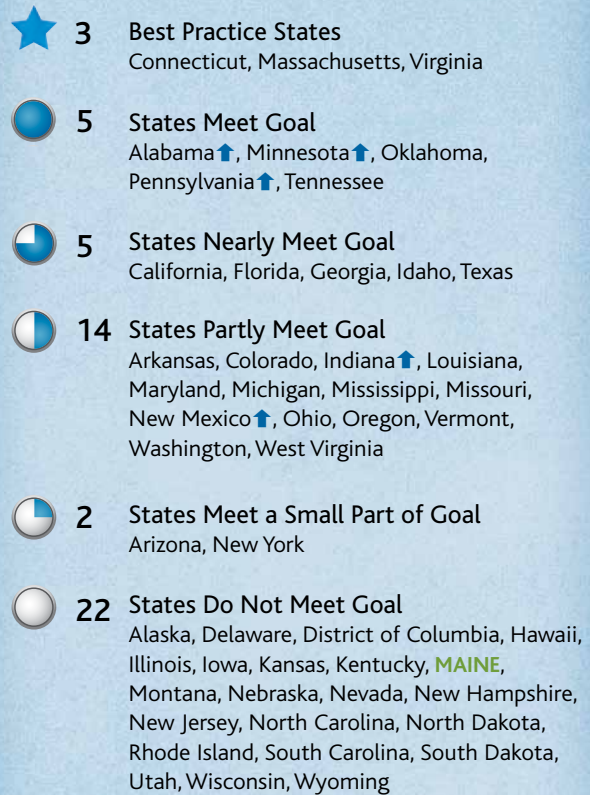 3 Best Practice States
Connecticut, Massachusetts, Virginia
5 States Meet Goal
Alabama⬆, Minnesota⬆, Oklahoma,
Pennsylvania⬆, Tennessee
5 States Nearly Meet Goal
California, Florida, Georgia, Idaho, Texas
14 States Partly Meet Goal
Arkansas, Colorado, Indiana⬆, Louisiana,
Maryland, Michigan, Mississippi, Missouri,
New Mexico⬆, Ohio, Oregon, Vermont,
Washington, West Virginia
2 States Meet a Small Part of Goal
Arizona, New York
22 States Do Not Meet Goal
Alaska, Delaware, District of Columbia, Hawaii,
Illinois, Iowa, Kansas, Kentucky, MAINE,
Montana, Nebraska, Nevada, New Hampshire,
New Jersey, North Carolina, North Dakota,
Rhode Island, South Carolina, South Dakota,
Utah, Wisconsin, Wyoming